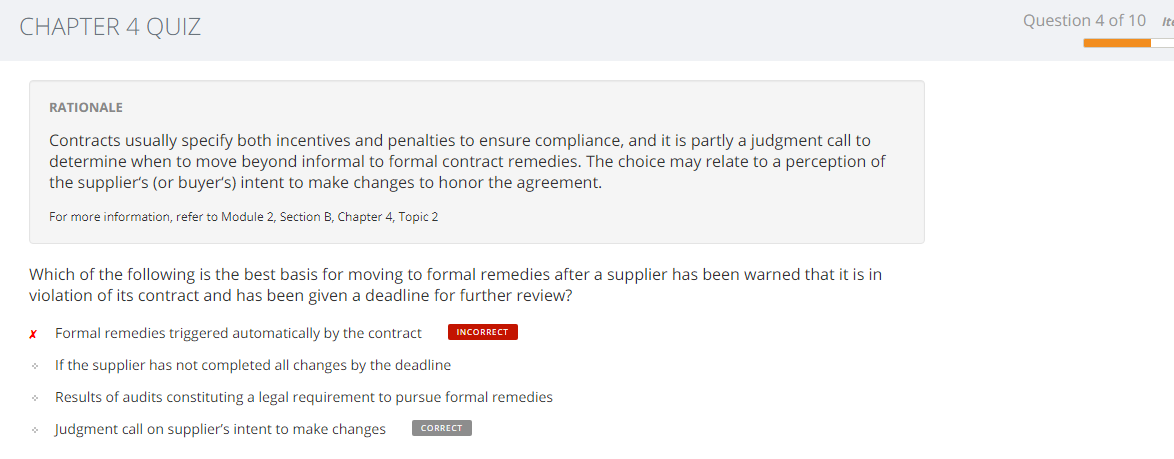 CHAPTER 4 QUIZ
Question 4 of 10
RATIONALE
Contracts usually specify both incentives and penalties to ensure compliance, and it is partly a judgment call to
determine when to move beyond informal to formal contract remedies. The choice may relate to a perception of
the supplier's (or buyer's) intent to make changes to honor the agreement.
For more information, refer to Module 2, Section B, Chapter 4, Topic 2
Which of the following is the best basis for moving to formal remedies after a supplier has been warned that it is in
violation of its contract and has been given a deadline for further review?
✗ Formal remedies triggered automatically by the contract INCORRECT
If the supplier has not completed all changes by the deadline
Results of audits constituting a legal requirement to pursue formal remedies
Judgment call on supplier's intent to make changes CORRECT